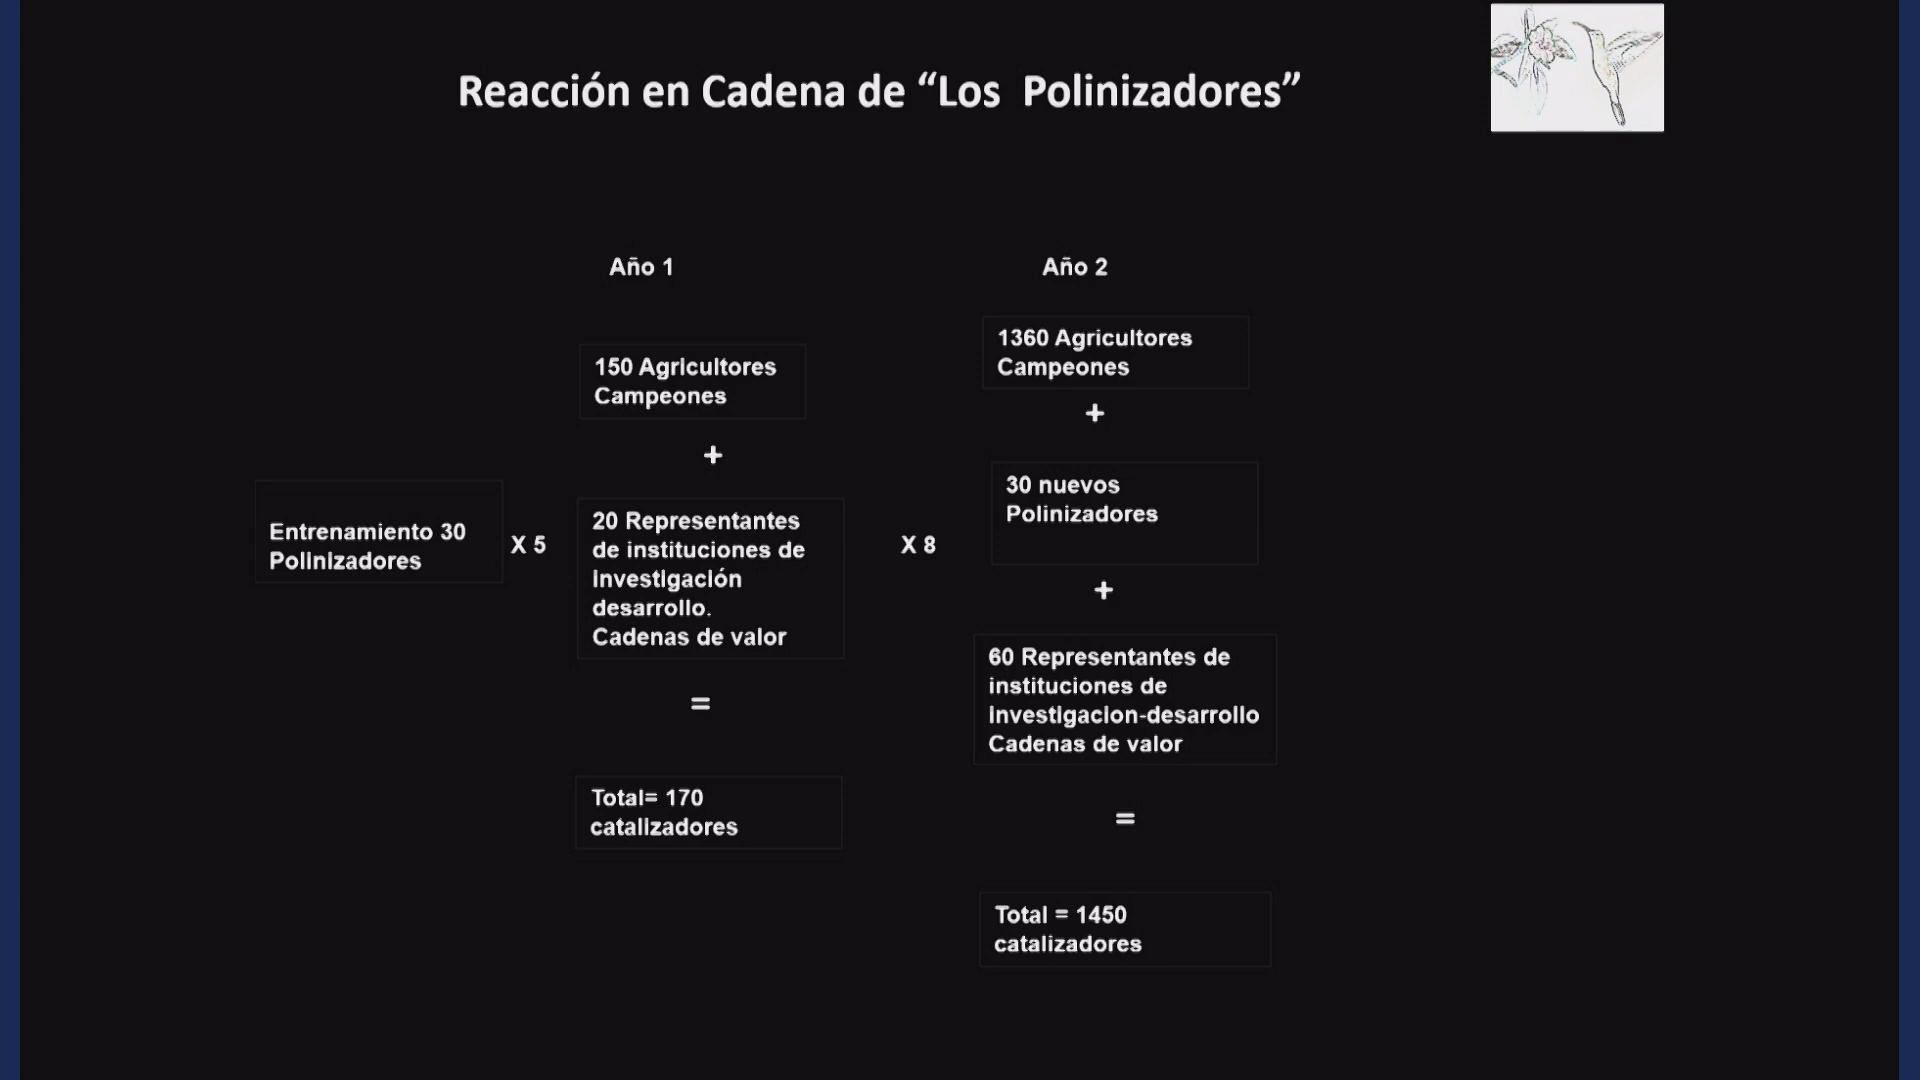 Reacción en Cadena de “Los Polinizadores”
Año 1
150 Agricultores
Campeones
+
Entrenamiento 30
Polinizadores
X 5
20 Representantes
de instituciones de
investigación
desarrollo.
Cadenas de valor
=
Total= 170
catalizadores
X 8
Año 2
1360 Agricultores
Campeones
+
30 nuevos
Polinizadores
+
60 Representantes de
instituciones de
investigacion-desarrollo
Cadenas de valor
=
Total = 1450
catalizadores